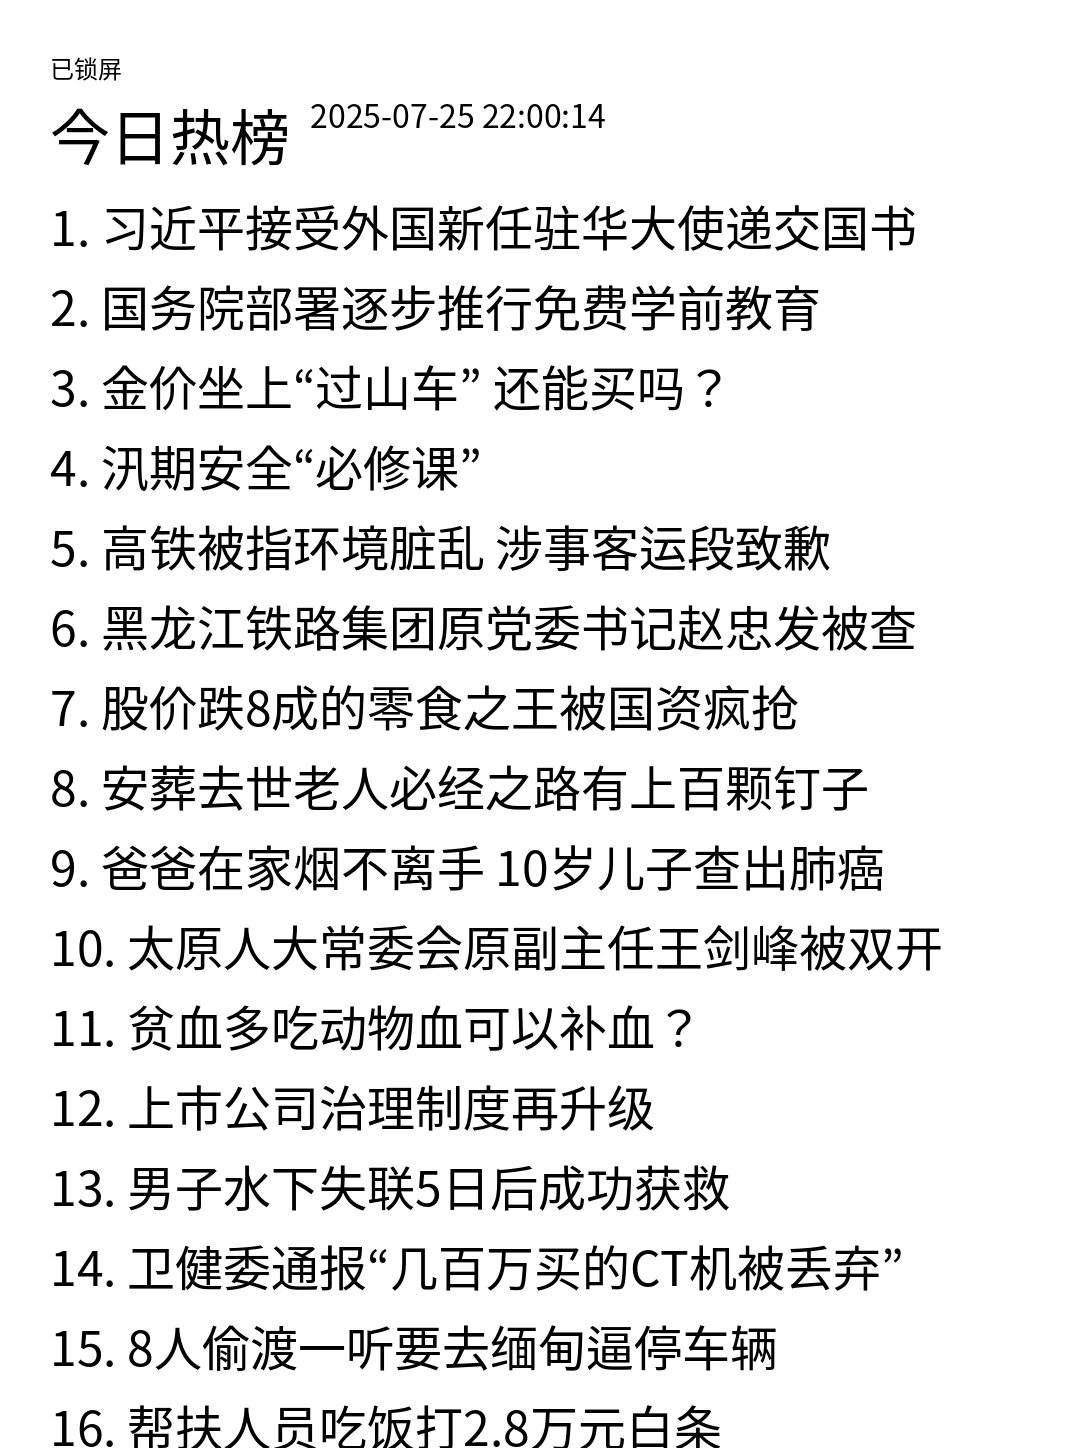 已锁屏
今日热榜 2025-07-25 22:00:14
1. 习近平接受外国新任驻华大使递交国书
2. 国务院部署逐步推行免费学前教育
3. 金价坐上“过山车” 还能买吗？
4. 汛期安全“必修课”
5. 高铁被指环境脏乱 涉事客运段致歉
6. 黑龙江铁路集团原党委书记赵忠发被查
7. 股价跌8成的零食之王被国资疯抢
8. 安葬去世老人必经之路有上百颗钉子
9. 爸爸在家烟不离手 10岁儿子查出肺癌
10. 太原人大常委会原副主任王剑峰被双开
11. 贫血多吃动物血可以补血？
12. 上市公司治理制度再升级
13. 男子水下失联5日后成功获救
14. 卫健委通报“几百万买的CT机被丢弃”
15. 8人偷渡一听要去缅甸逼停车辆
16. 帮扶人员吃饭打2.8万元白条